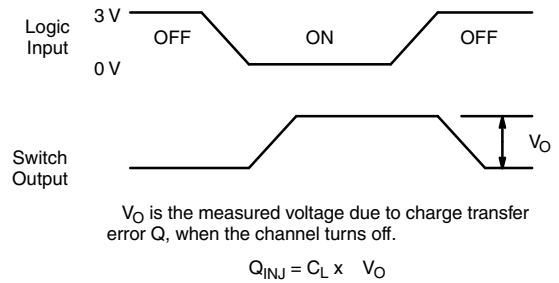 Logic
Input
3 V
0 V
OFF
ON
OFF
Switch
Output
VO
VO is the measured voltage due to charge transfer
error Q, when the channel turns off.
QINJ = CL x VO